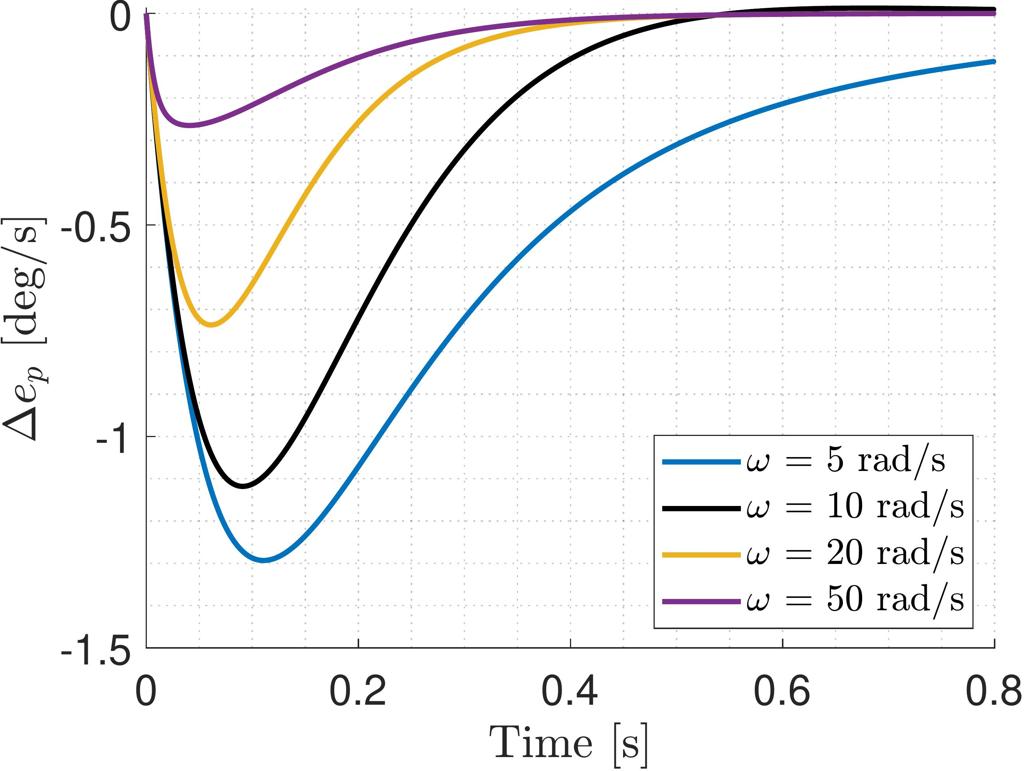 0
-0.5
-1
-1.5
Δe_p [deg/s]
ω = 5 rad/s
ω = 10 rad/s
ω = 20 rad/s
ω = 50 rad/s
0 0.2 0.4 0.6 0.8
Time [s]